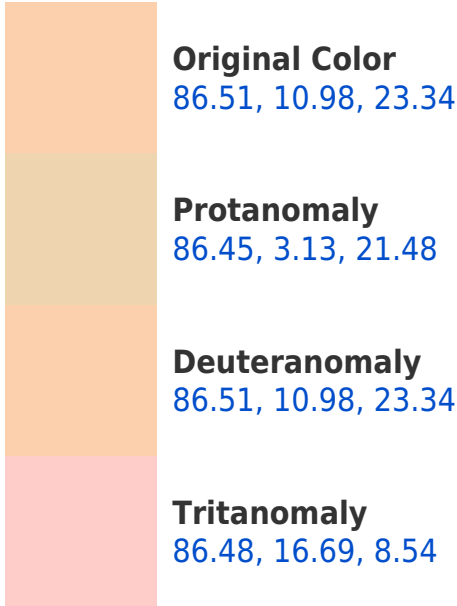 Original Color
86.51, 10.98, 23.34
Protanomaly
86.45, 3.13, 21.48
Deuteranomaly
86.51, 10.98, 23.34
Tritanomaly
86.48, 16.69, 8.54